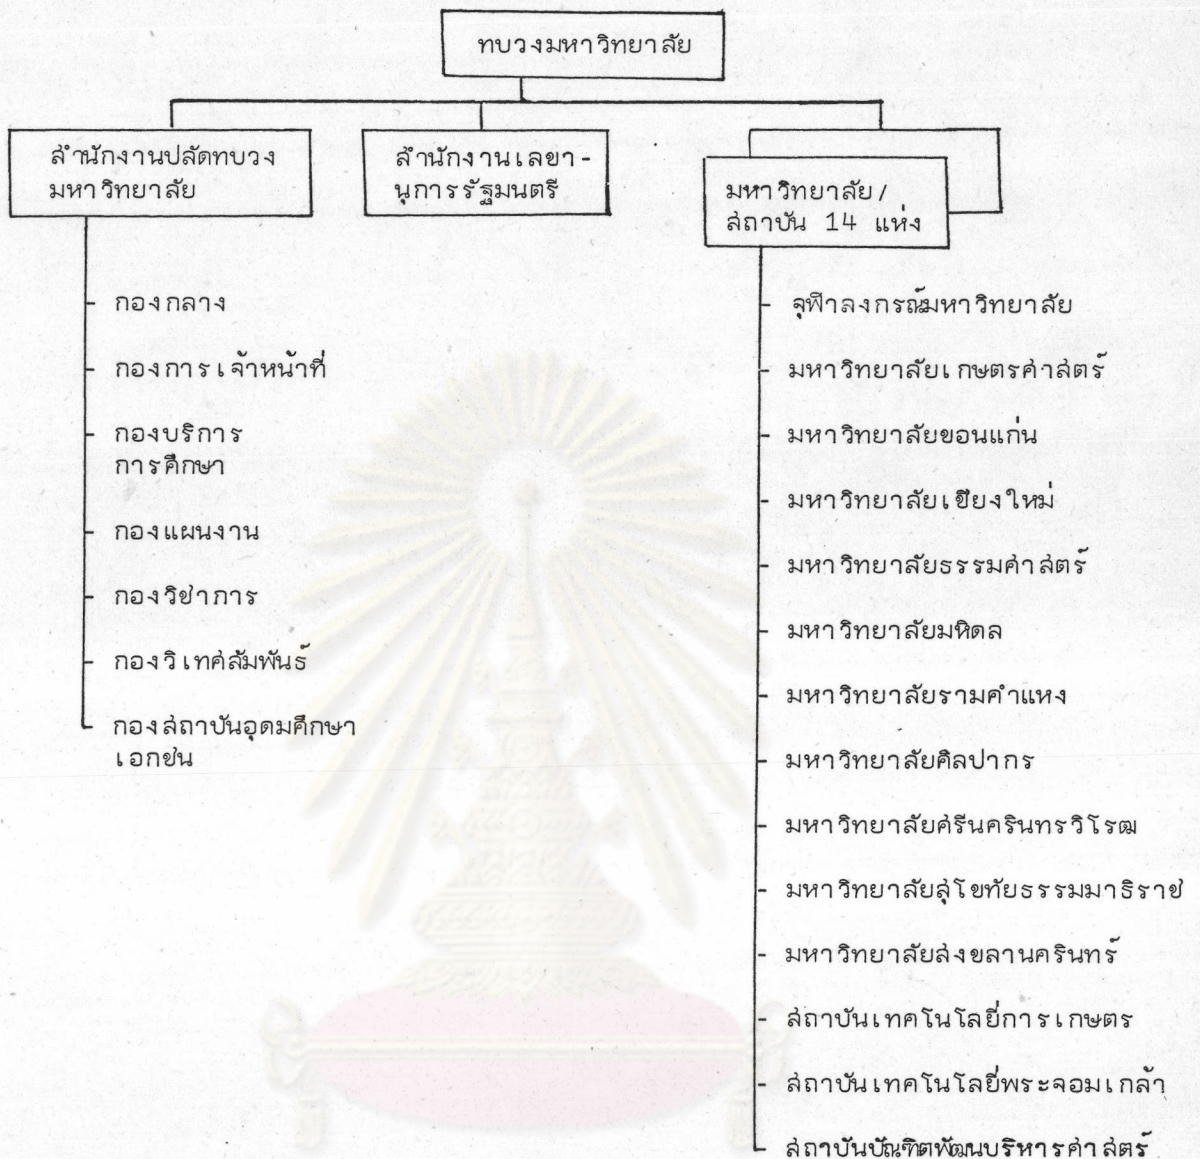 ทบวงมหาวิทยาลัย
สำนักงานปลัดทบวง
มหาวิทยาลัย
สำนักงานเลขา-
นุการรัฐมนตรี
มหาวิทยาลัย/
สถาบัน 14 แห่ง
- กองกลาง
- กองการเจ้าหน้าที่
- กองบริการ
การศึกษา
- กองแผนงาน
- กองวิชาการ
- กองวิเทศสัมพันธ์
- กองสถาบันอุดมศึกษา
เอกชน
- จุฬาลงกรณ์มหาวิทยาลัย
- มหาวิทยาลัยเกษตรศาสตร์
- มหาวิทยาลัยขอนแก่น
- มหาวิทยาลัยเชียงใหม่
- มหาวิทยาลัยธรรมศาสตร์
- มหาวิทยาลัยมหิดล
- มหาวิทยาลัยรามคำแหง
- มหาวิทยาลัยศิลปากร
- มหาวิทยาลัยศรีนครินทรวิโรฒ
- มหาวิทยาลัยสุโขทัยธรรมมาธิราช
- มหาวิทยาลัยสงขลานครินทร์
- สถาบันเทคโนโลยี่การเกษตร
- สถาบันเทคโนโลยี่พระจอมเกล้า
- สถาบันบัณฑิตพัฒนบริหารศาสตร์